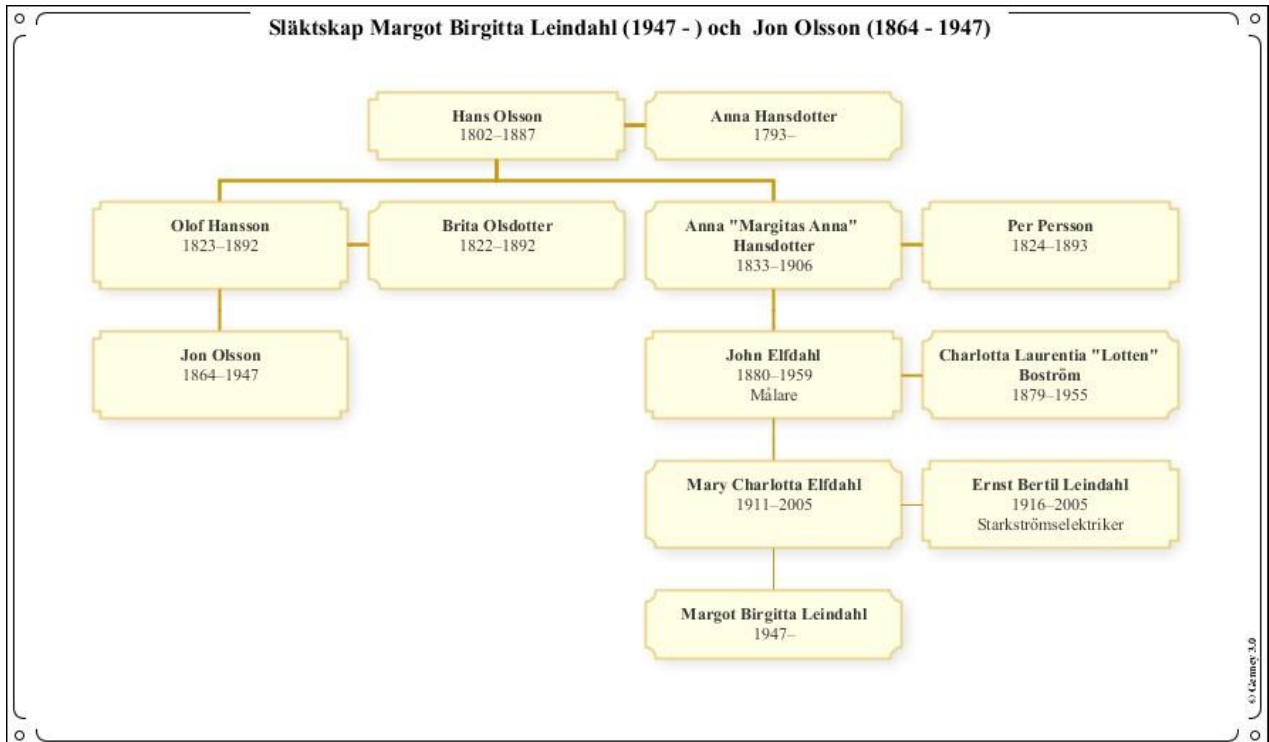 Släktskap Margot Birgitta Leindahl (1947 - ) och Jon Olsson (1864 - 1947)
Hans Olsson
1802–1887
Anna Hansdotter
1793–
Olof Hansson
1823–1892
Brita Olsdotter
1822–1892
Anna "Margitas Anna"
Hansdotter
1833–1906
Per Persson
1824–1893
Jon Olsson
1864–1947
John Elfdahl
1880–1959
Målare
Charlotta Laurentia "Lotten"
Boström
1879–1955
Mary Charlotta Elfdahl
1911–2005
Ernst Bertil Leindahl
1916–2005
Starkströmselektriker
Margot Birgitta Leindahl
1947–
© Genney 3.0